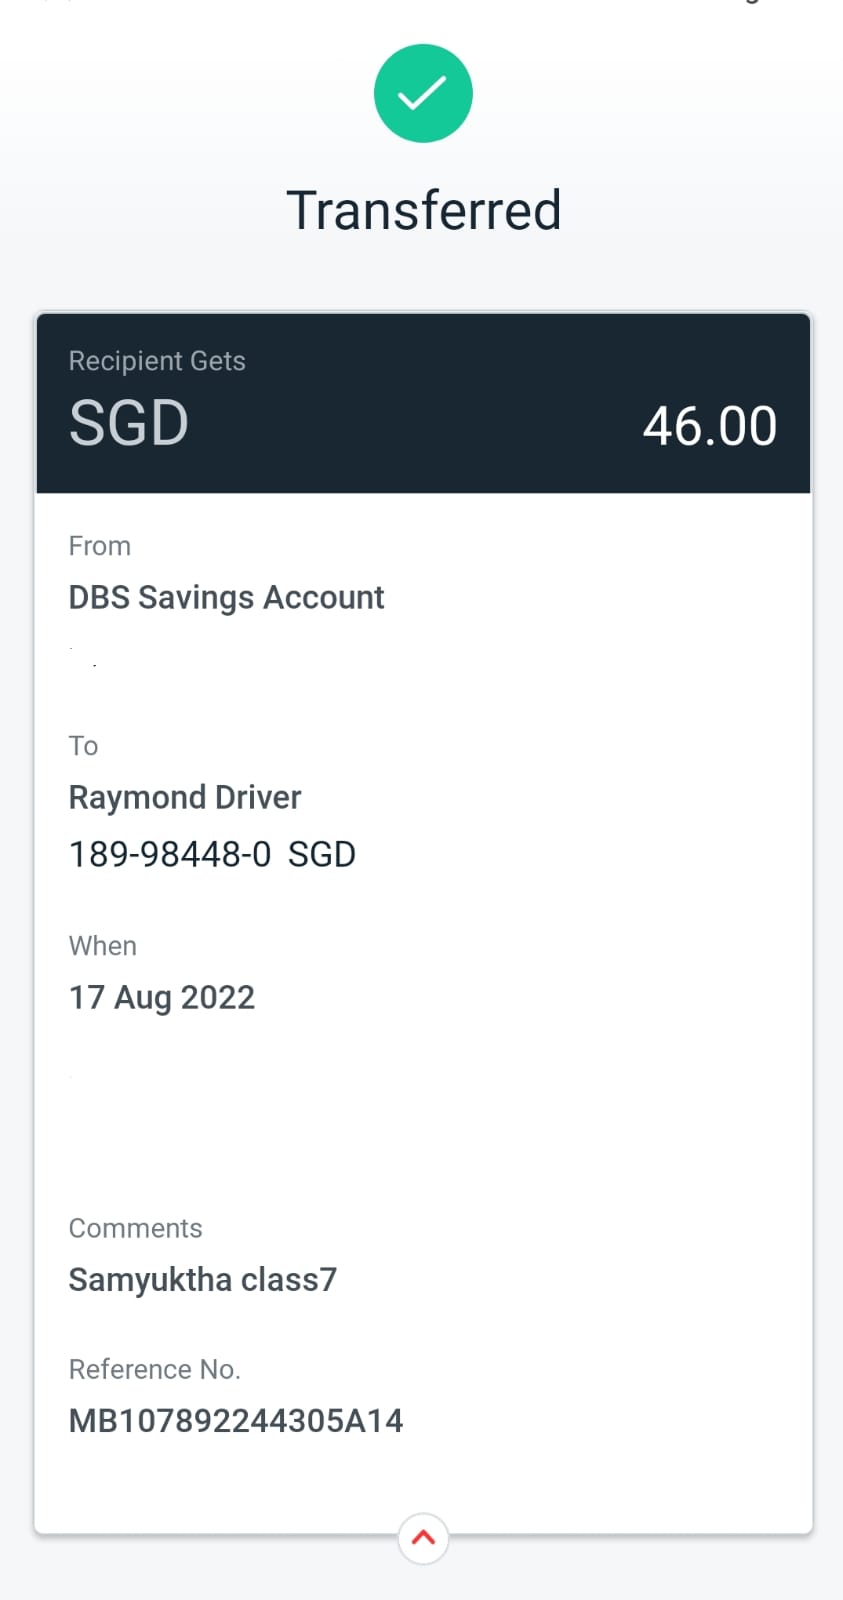 Transferred
Recipient Gets
SGD 46.00
From
DBS Savings Account
To
Raymond Driver
189-98448-0 SGD
When
17 Aug 2022
Comments
Samyuktha class7
Reference No.
MB107892244305A14